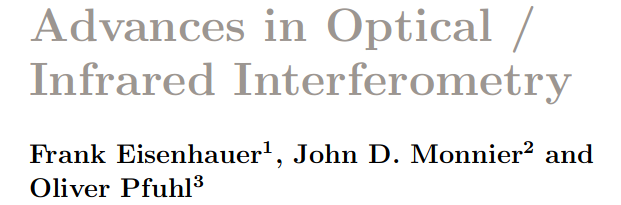 Advances in Optical /
Infrared Interferometry
Frank Eisenhauer¹, John D. Monnier² and
Oliver Pfuhl³